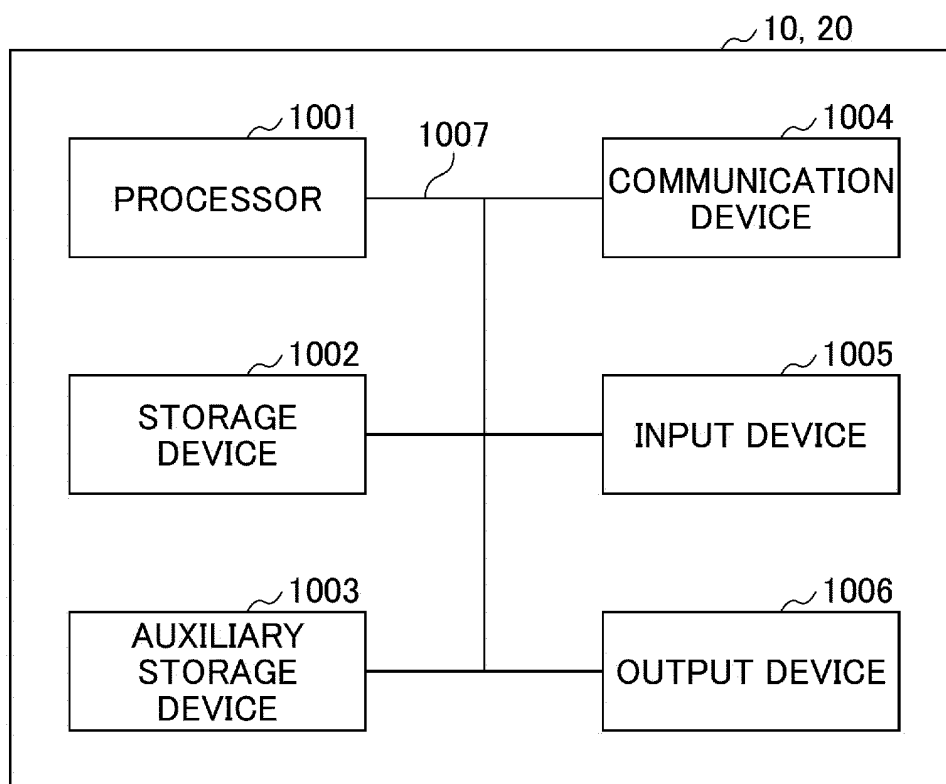 10, 20
1001
PROCESSOR
1007
1004
COMMUNICATION
DEVICE
1002
STORAGE
DEVICE
1005
INPUT DEVICE
1003
AUXILIARY
STORAGE
DEVICE
1006
OUTPUT DEVICE